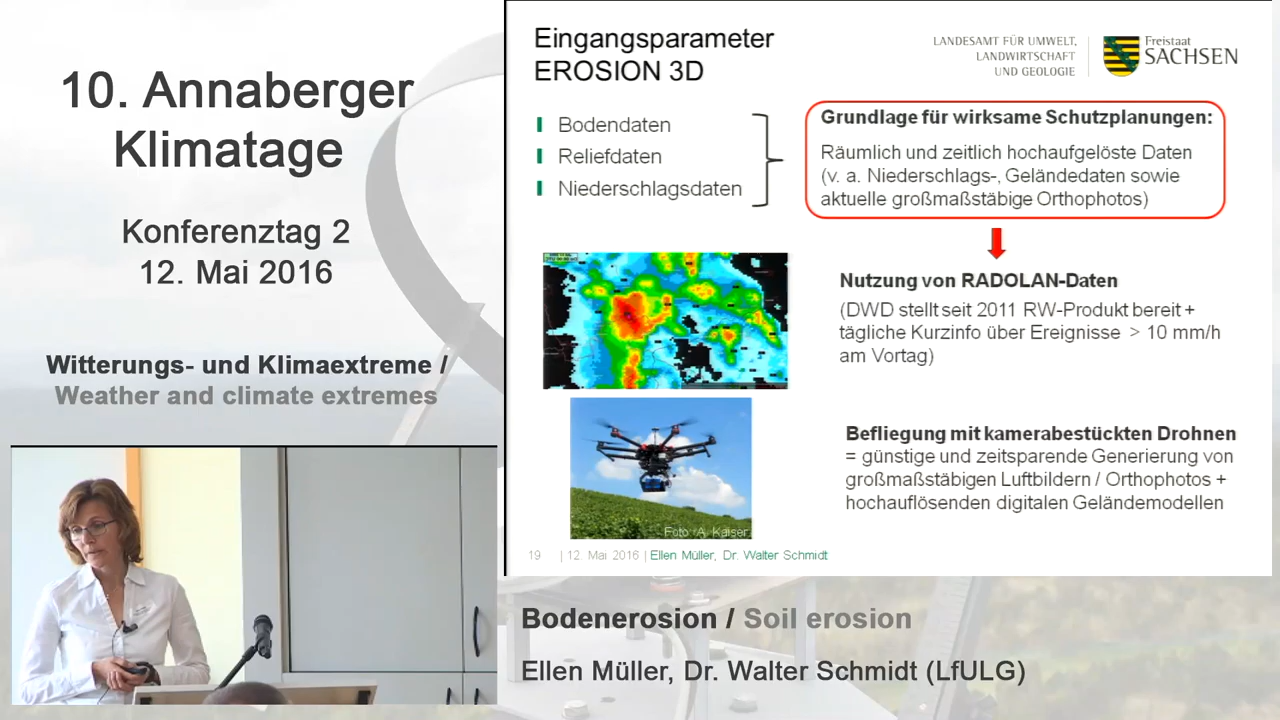 10. Annaberger
Klimatage
Konferenztag 2
12. Mai 2016
Witterungs- und Klimaextreme /
Weather and climate extremes
Eingangsparameter
EROSION 3D
LANDESAMT FÜR UMWELT,
LANDWIRTSCHAFT
UND GEOLOGIE
Freistaat
SACHSEN
Bodendaten
Reliefdaten
Niederschlagsdaten
Grundlage für wirksame Schutzplanungen:
Räumlich und zeitlich hochaufgelöste Daten
(v. a. Niederschlags-, Geländedaten sowie
aktuelle großmaßstäbige Orthophotos)
Nutzung von RADOLAN-Daten
(DWD stellt seit 2011 RW-Produkt bereit +
tägliche Kurzinfo über Ereignisse > 10 mm/h
am Vortag)
Befliegung mit kamerabestückten Drohnen
= günstige und zeitsparende Generierung von
großmaßstäbigen Luftbildern / Orthophotos +
hochauflösenden digitalen Geländemodellen
Foto: A. Kaiser
19 | 12. Mai 2016 | Ellen Müller, Dr. Walter Schmidt
Bodenerosion / Soil erosion
Ellen Müller, Dr. Walter Schmidt (LfULG)